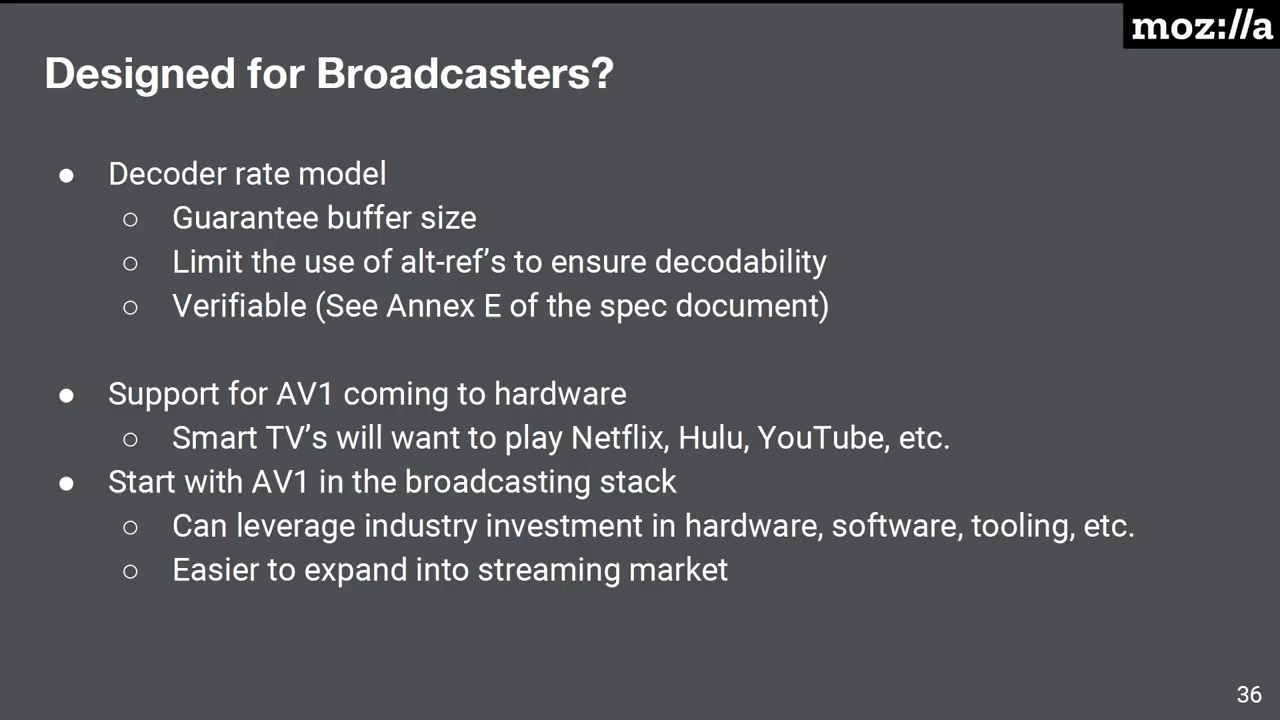 moz://a
Designed for Broadcasters?
● Decoder rate model
○ Guarantee buffer size
○ Limit the use of alt-ref’s to ensure decodability
○ Verifiable (See Annex E of the spec document)
● Support for AV1 coming to hardware
○ Smart TV’s will want to play Netflix, Hulu, YouTube, etc.
● Start with AV1 in the broadcasting stack
○ Can leverage industry investment in hardware, software, tooling, etc.
○ Easier to expand into streaming market
36